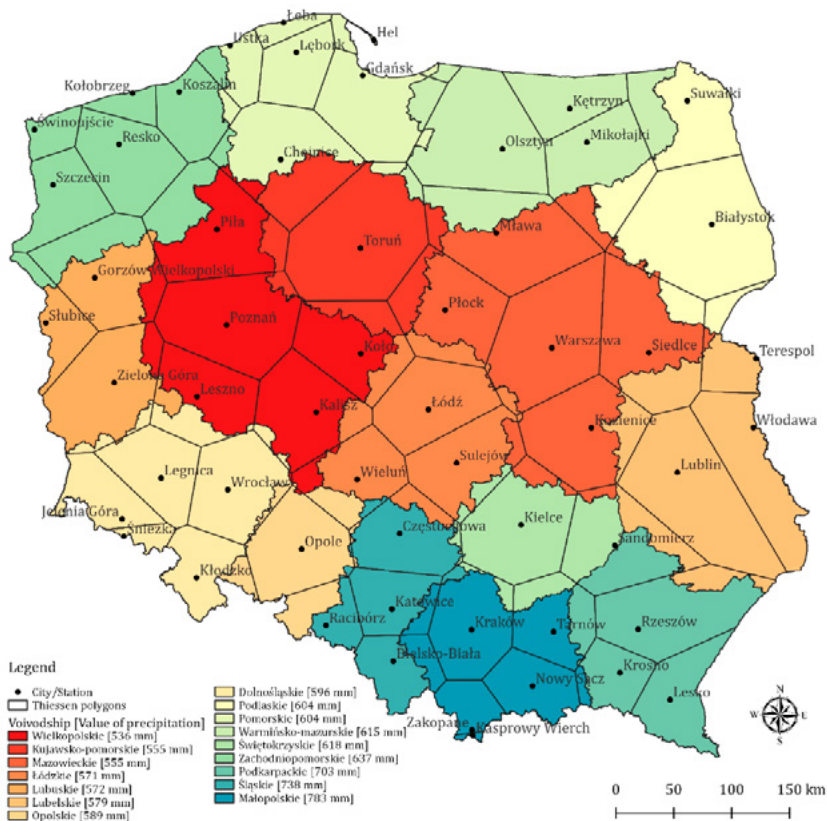 Łeba
Hel
Ustka
Lębork
Gdańsk
Kołobrzeg
Koszalin
Suwałki
Kętrzyn
Świnoujście
Resko
Olsztyn
Mikołajki
Chojnice
Szczecin
Piła
Mława
Białystok
Toruń
Gorzów Wielkopolski
Płock
Słubice
Poznań
Warszawa
Siedlce
Koło
Terespol
Zielona Góra
Leszno
Kalisz
Łódź
Kozienice
Włodawa
Sulejów
Lublin
Legnica
Wrocław
Wieluń
Jelenia Góra
Śnieżka
Kielce
Częstochowa
Opole
Sandomierz
Kłodzko
Katowice
Racibórz
Kraków
Tarnów
Rzeszów
Bielsko-Biała
Krosno
Nowy Sącz
Lesko
Zakopane
Kasprowy Wierch
Legend
City/Station
Thiessen polygons
Voivodship [Value of precipitation]
Wielkopolskie [536 mm]
Kujawsko-pomorskie [555 mm]
Mazowieckie [555 mm]
Łódzkie [571 mm]
Lubuskie [572 mm]
Lubelskie [579 mm]
Opolskie [589 mm]
Dolnośląskie [596 mm]
Podlaskie [604 mm]
Pomorskie [604 mm]
Warmińsko-mazurskie [615 mm]
Świętokrzyskie [618 mm]
Zachodniopomorskie [637 mm]
Podkarpackie [703 mm]
Śląskie [738 mm]
Małopolskie [783 mm]
N
W E
S
0 50 100 150 km